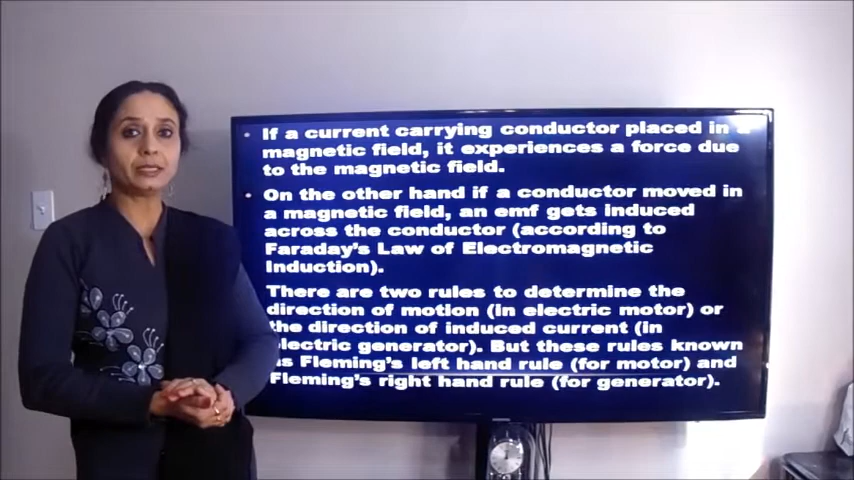 • If a current carrying conductor placed in a
magnetic field, it experiences a force due
to the magnetic field.
• On the other hand if a conductor moved in
a magnetic field, an emf gets induced
across the conductor (according to
Faraday's Law of Electromagnetic
Induction).
There are two rules to determine the
direction of motion (in electric motor) or
the direction of induced current (in
electric generator). But these rules known
as Fleming's left hand rule (for motor) and
Fleming's right hand rule (for generator).